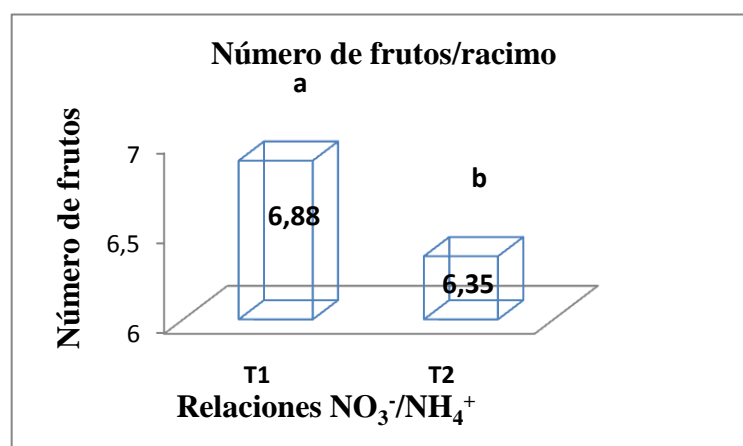 Número de frutos/racimo
a
b
Número de frutos
7
6,5
6
6,88
6,35
T1 T2
Relaciones NO₃⁻/NH₄⁺